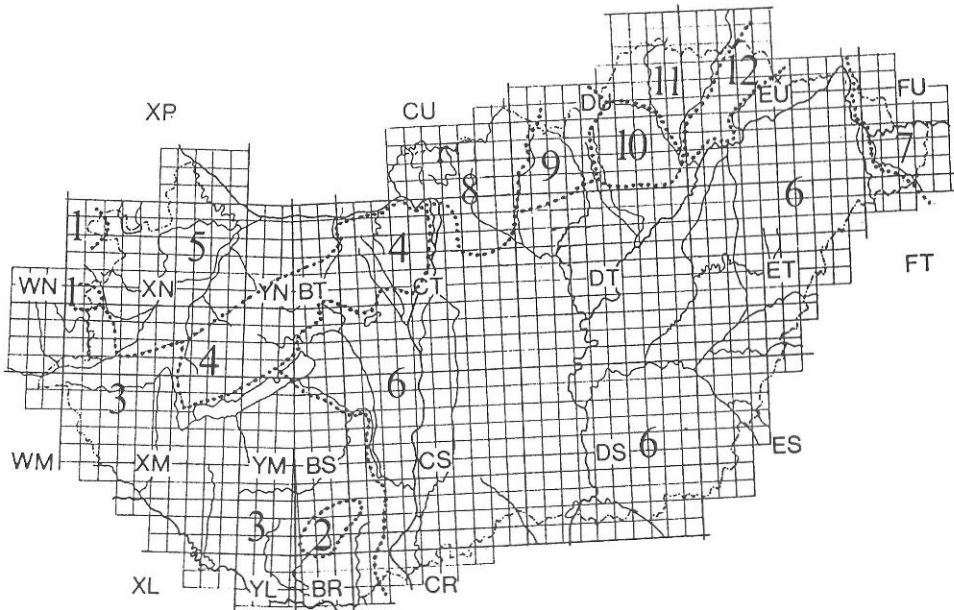 11 12
DU EU FU
XP CU
10 7
9
8 6
1 5 4
WN 1 XN YN BT CT DT ET FT
4
3 6
WM XM YM BS CS DS 6 ES
3 2
XL YL BR CR